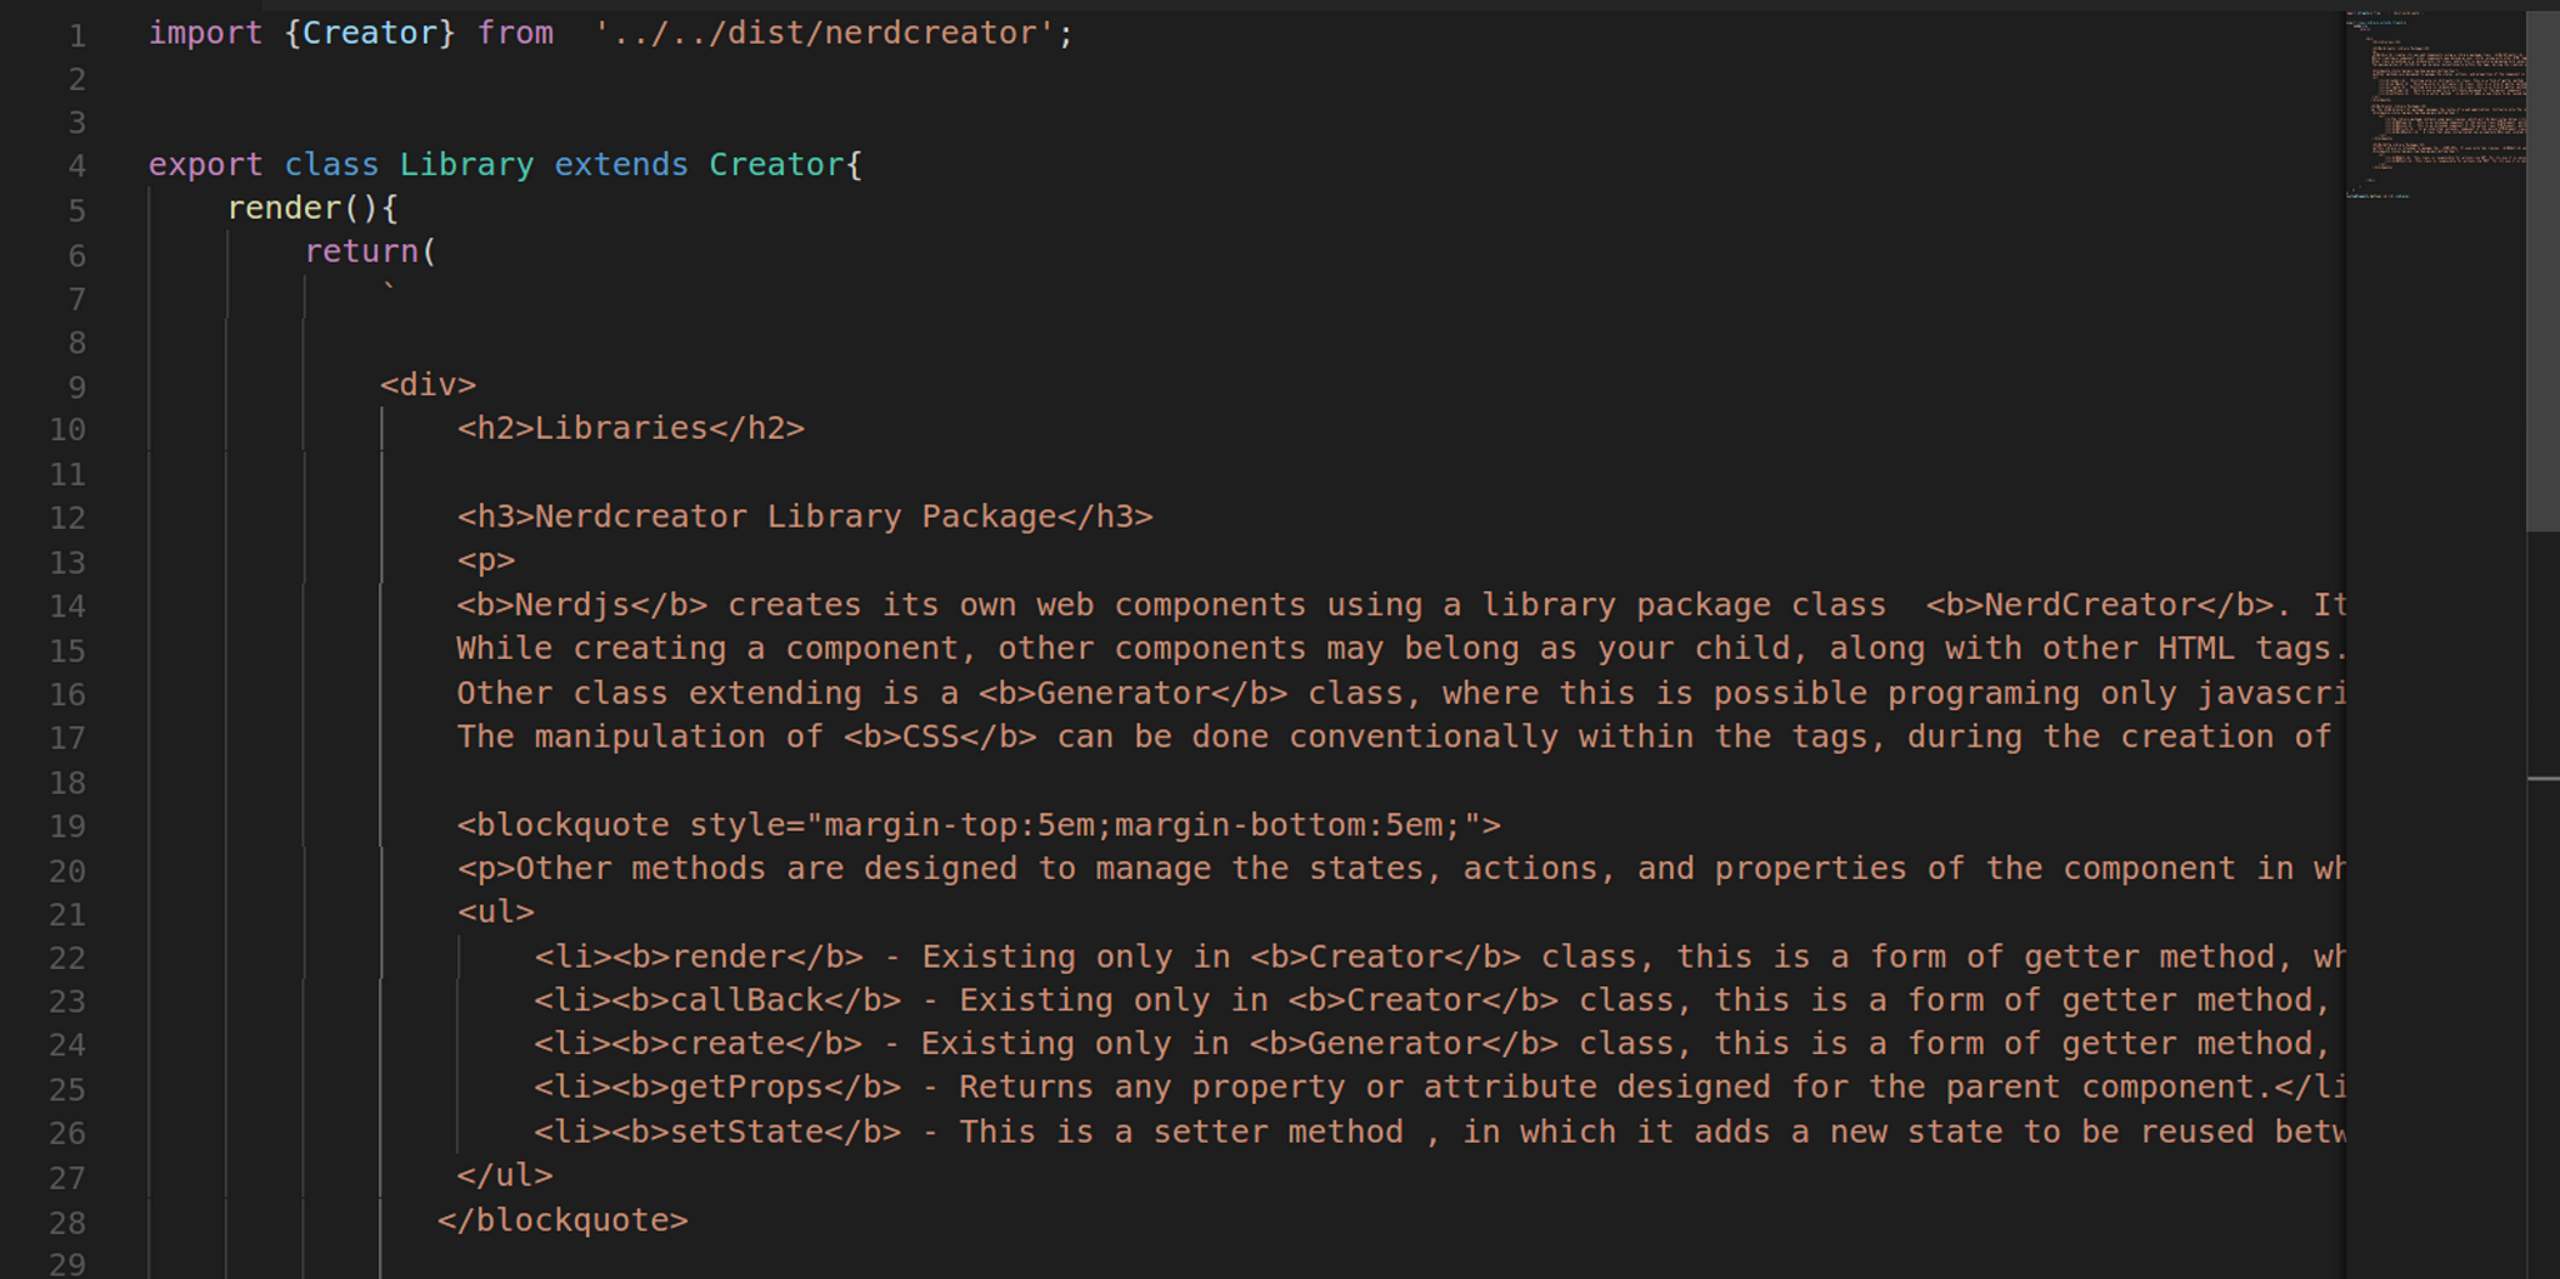 1 import {Creator} from  '../../dist/nerdcreator';
2
3
4 export class Library extends Creator{
5 render(){
6 return(
7 `
8
9 <div>
10 <h2>Libraries</h2>
11
12 <h3>Nerdcreator Library Package</h3>
13 <p>
14 <b>Nerdjs</b> creates its own web components using a library package class  <b>NerdCreator</b>. It
15 While creating a component, other components may belong as your child, along with other HTML tags.
16 Other class extending is a <b>Generator</b> class, where this is possible programing only javascri
17 The manipulation of <b>CSS</b> can be done conventionally within the tags, during the creation of
18
19 <blockquote style="margin-top:5em;margin-bottom:5em;">
20 <p>Other methods are designed to manage the states, actions, and properties of the component in wh
21 <ul>
22 <li><b>render</b> - Existing only in <b>Creator</b> class, this is a form of getter method, wh
23 <li><b>callBack</b> - Existing only in <b>Creator</b> class, this is a form of getter method,
24 <li><b>create</b> - Existing only in <b>Generator</b> class, this is a form of getter method,
25 <li><b>getProps</b> - Returns any property or attribute designed for the parent component.</li
26 <li><b>setState</b> - This is a setter method , in which it adds a new state to be reused betw
27 </ul>
28 </blockquote>
29